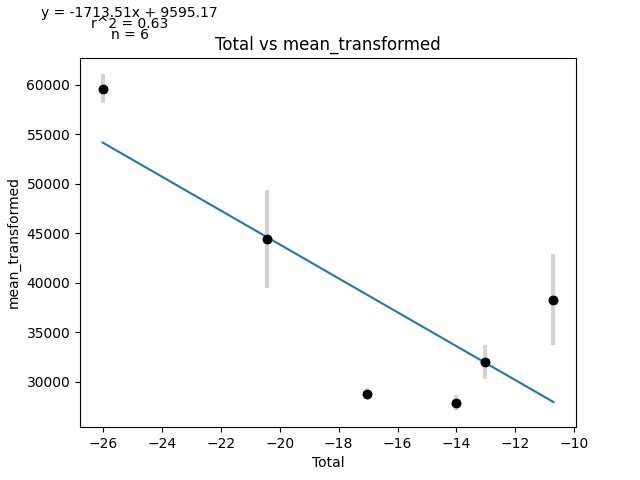 y = -1713.51x + 9595.17
r^2 = 0.63
n = 6
Total vs mean_transformed
60000
55000
50000
45000
40000
35000
30000
mean_transformed
−26 −24 −22 −20 −18 −16 −14 −12 −10
Total